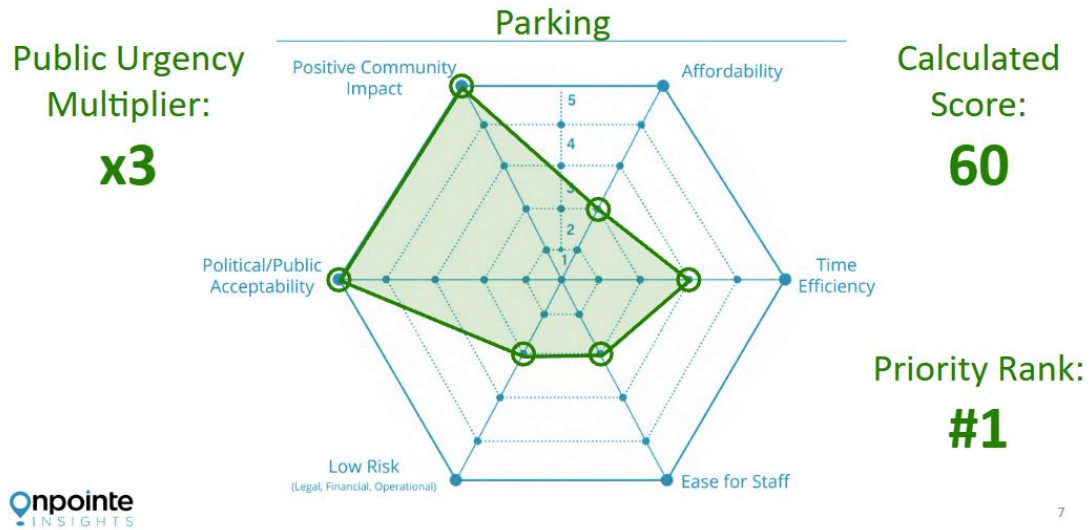 Parking
Public Urgency
Multiplier:
x3
Positive Community
Impact
Affordability
Calculated
Score:
60
5
4
3
2
1
Political/Public
Acceptability
Time
Efficiency
Priority Rank:
#1
Low Risk
(Legal, Financial, Operational)
Ease for Staff
Onpointe
INSIGHTS
7